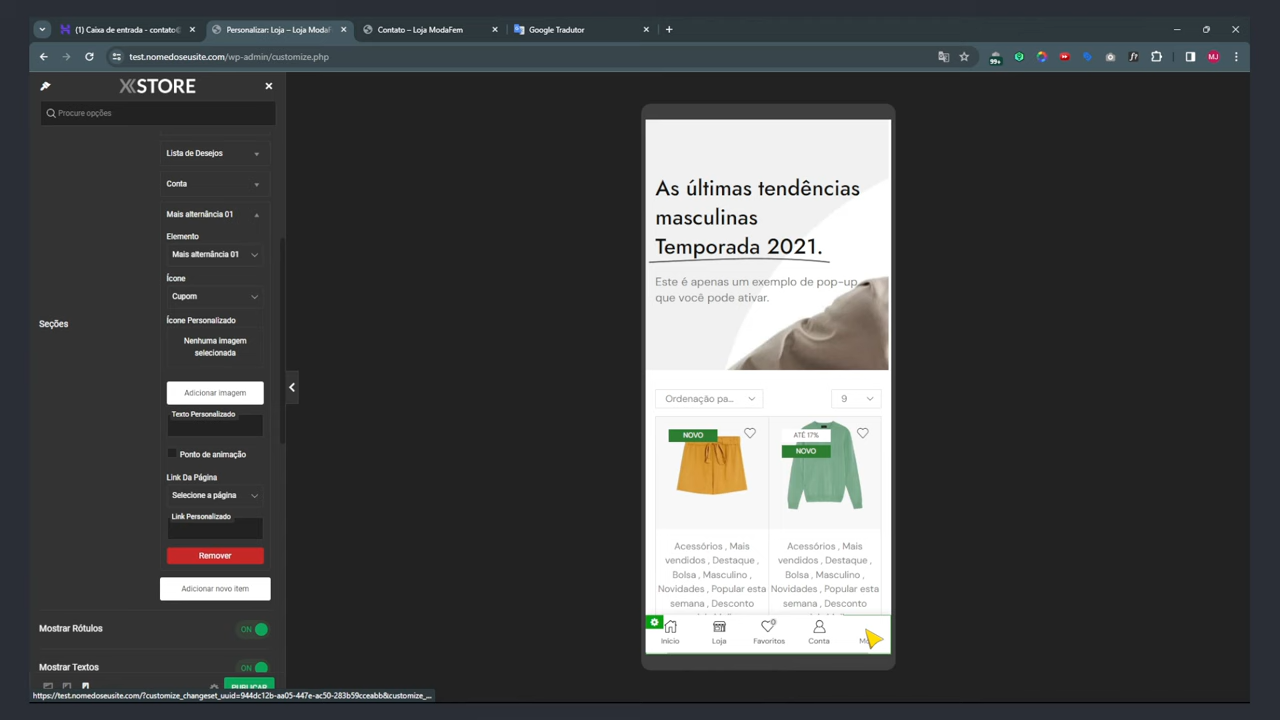 (1) Caixa de entrada - contato@
Personalizar: Loja – Loja ModaF
Contato – Loja ModaFem
Google Tradutor
test.nomedoseusite.com/wp-admin/customize.php
99+
MJ
XSTORE
Procure opções
Lista de Desejos
Conta
Mais alternância 01
Elemento
Mais alternância 01
Ícone
Cupom
Ícone Personalizado
Nenhuma imagem
selecionada
Adicionar imagem
Texto Personalizado
Ponto de animação
Link Da Página
Selecione a página
Link Personalizado
Remover
Adicionar novo item
Seções
Mostrar Rótulos
ON
Mostrar Textos
ON
PUBLICAR
https://test.nomedoseusite.com/?customize_changeset_uuid=944dc12b-aa05-447e-ac50-283b59cceabb&customize_...
As últimas tendências
masculinas
Temporada 2021.
Este é apenas um exemplo de pop-up
que você pode ativar.
Ordenação pa...
9
NOVO
ATÉ 17%
NOVO
Acessórios , Mais
vendidos , Destaque ,
Bolsa , Masculino ,
Novidades , Popular esta
semana , Desconto
Acessórios , Mais
vendidos , Destaque ,
Bolsa , Masculino ,
Novidades , Popular esta
semana , Desconto
0
Início
Loja
Favoritos
Conta